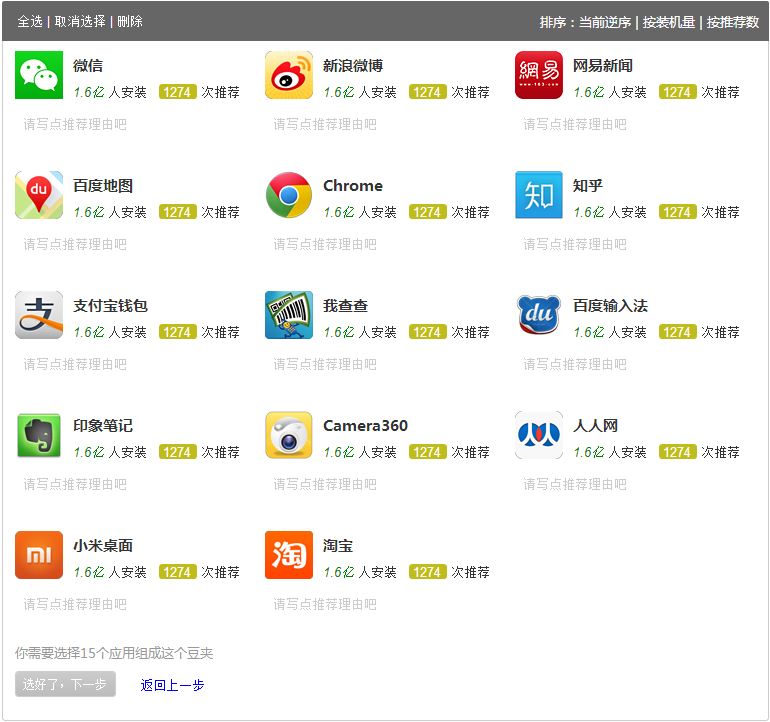 全选 | 取消选择 | 删除 排序：当前逆序 | 按装机量 | 按推荐数
微信 新浪微博 網易 网易新闻
www.163.com
1.6亿 人安装 1274 次推荐 1.6亿 人安装 1274 次推荐 1.6亿 人安装 1274 次推荐
请写点推荐理由吧 请写点推荐理由吧 请写点推荐理由吧
du 百度地图 Chrome 知 知乎
1.6亿 人安装 1274 次推荐 1.6亿 人安装 1274 次推荐 1.6亿 人安装 1274 次推荐
请写点推荐理由吧 请写点推荐理由吧 请写点推荐理由吧
支 支付宝钱包 我查查 du 百度输入法
1.6亿 人安装 1274 次推荐 1.6亿 人安装 1274 次推荐 1.6亿 人安装 1274 次推荐
请写点推荐理由吧 请写点推荐理由吧 请写点推荐理由吧
印象笔记 Camera360 人人网
1.6亿 人安装 1274 次推荐 1.6亿 人安装 1274 次推荐 1.6亿 人安装 1274 次推荐
请写点推荐理由吧 请写点推荐理由吧 请写点推荐理由吧
mi 小米桌面 淘 淘宝
1.6亿 人安装 1274 次推荐 1.6亿 人安装 1274 次推荐
请写点推荐理由吧 请写点推荐理由吧
你需要选择15个应用组成这个豆夹
选好了，下一步 返回上一步